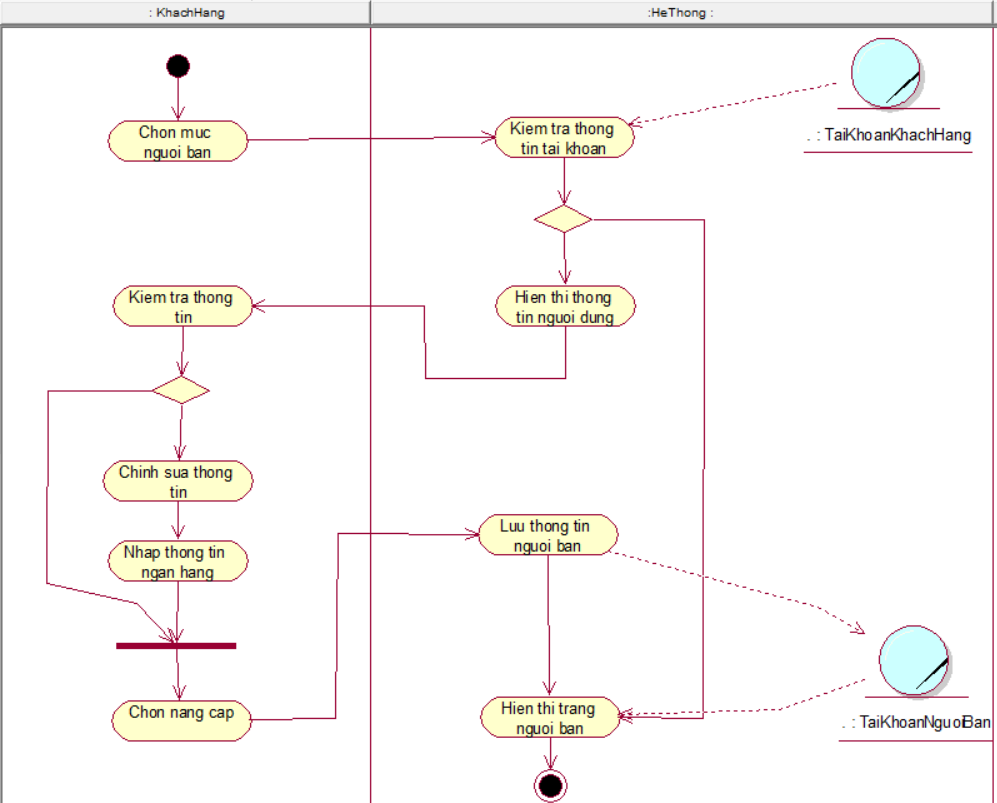 : KhachHang
:HeThong :
Chon muc
nguoi ban
Kiem tra thong
tin tai khoan
. : TaiKhoanKhachHang
Kiem tra thong
tin
Hien thi thong
tin nguoi dung
Chinh sua thong
tin
Nhap thong tin
ngan hang
Luu thong tin
nguoi ban
Chon nang cap
Hien thi trang
nguoi ban
. : TaiKhoanNguoiBan